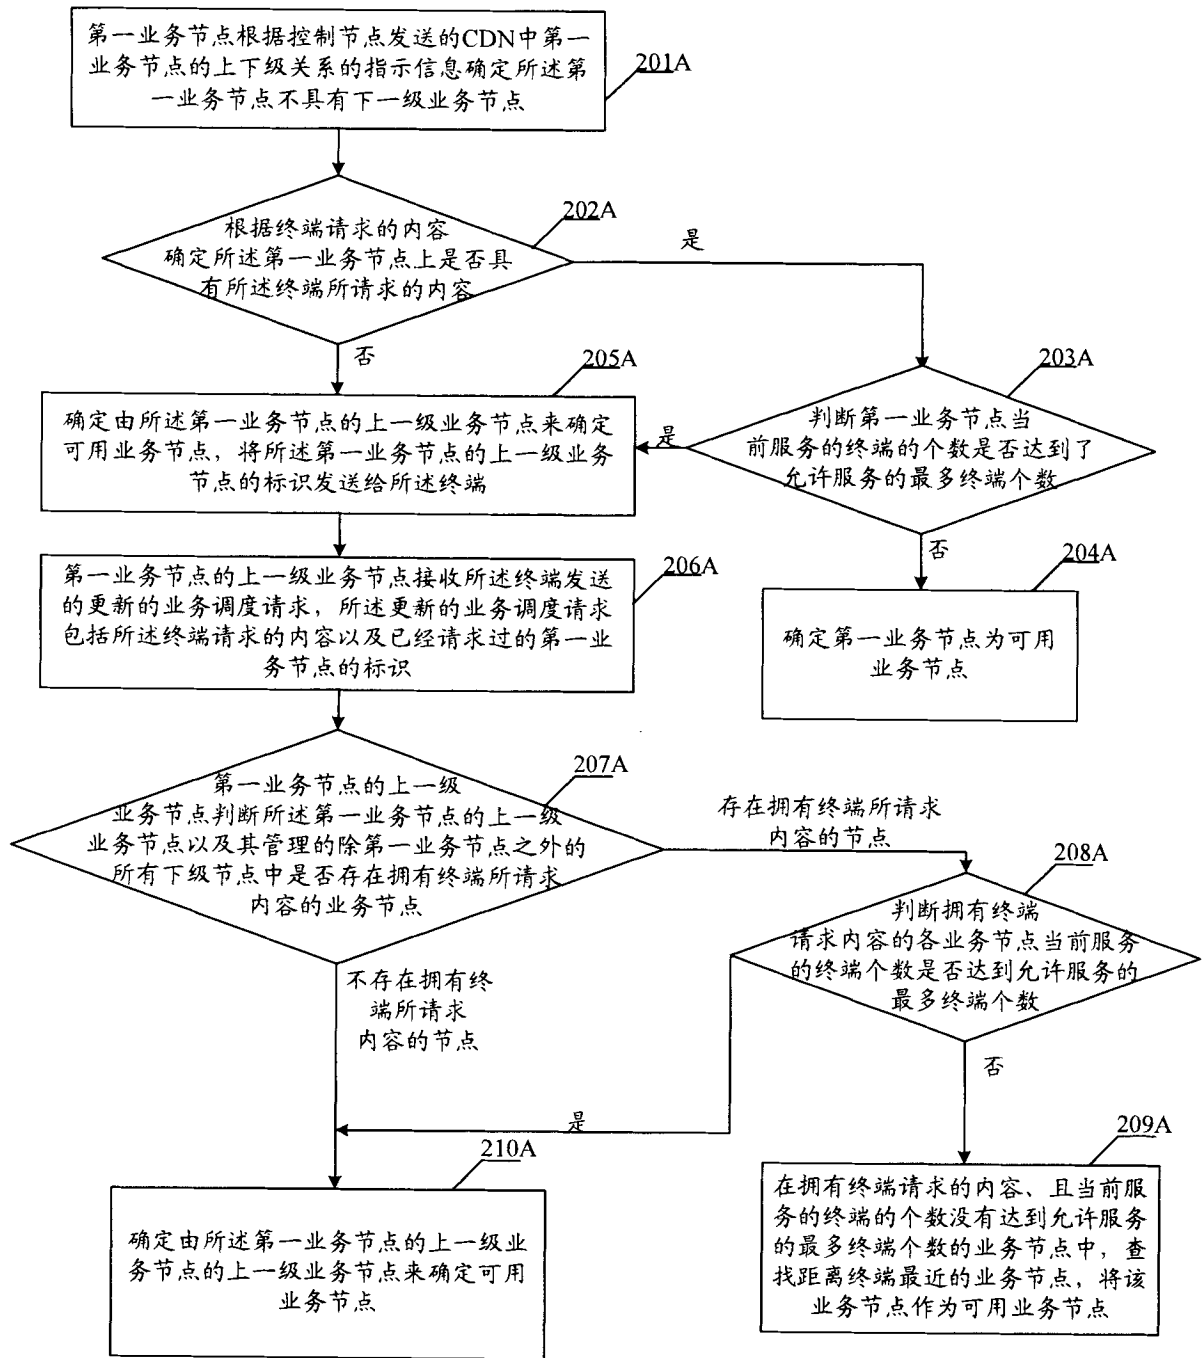 第一业务节点根据控制节点发送的CDN中第一
业务节点的上下级关系的指示信息确定所述第
一业务节点不具有下一级业务节点
201A
根据终端请求的内容
确定所述第一业务节点上是否具
有所述终端所请求的内容
202A
是
否
205A
确定由所述第一业务节点的上一级业务节点来确定
可用业务节点，将所述第一业务节点的上一级业务
节点的标识发送给所述终端
是
203A
判断第一业务节点当
前服务的终端的个数是否达到了
允许服务的最多终端个数
否
204A
确定第一业务节点为可用
业务节点
206A
第一业务节点的上一级业务节点接收所述终端发送
的更新的业务调度请求，所述更新的业务调度请求
包括所述终端请求的内容以及已经请求过的第一业
务节点的标识
207A
第一业务节点的上一级
业务节点判断所述第一业务节点的上一级
业务节点以及其管理的除第一业务节点之外的
所有下级节点中是否存在拥有终端所请求
内容的业务节点
存在拥有终端所请求
内容的节点
208A
判断拥有终端
请求内容的各业务节点当前服务
的终端个数是否达到允许服务的
最多终端个数
不存在拥有终
端所请求
内容的节点
是
否
210A
确定由所述第一业务节点的上一级业
务节点的上一级业务节点来确定可用
业务节点
209A
在拥有终端请求的内容、且当前服
务的终端的个数没有达到允许服务
的最多终端个数的业务节点中，查
找距离终端最近的业务节点，将该
业务节点作为可用业务节点